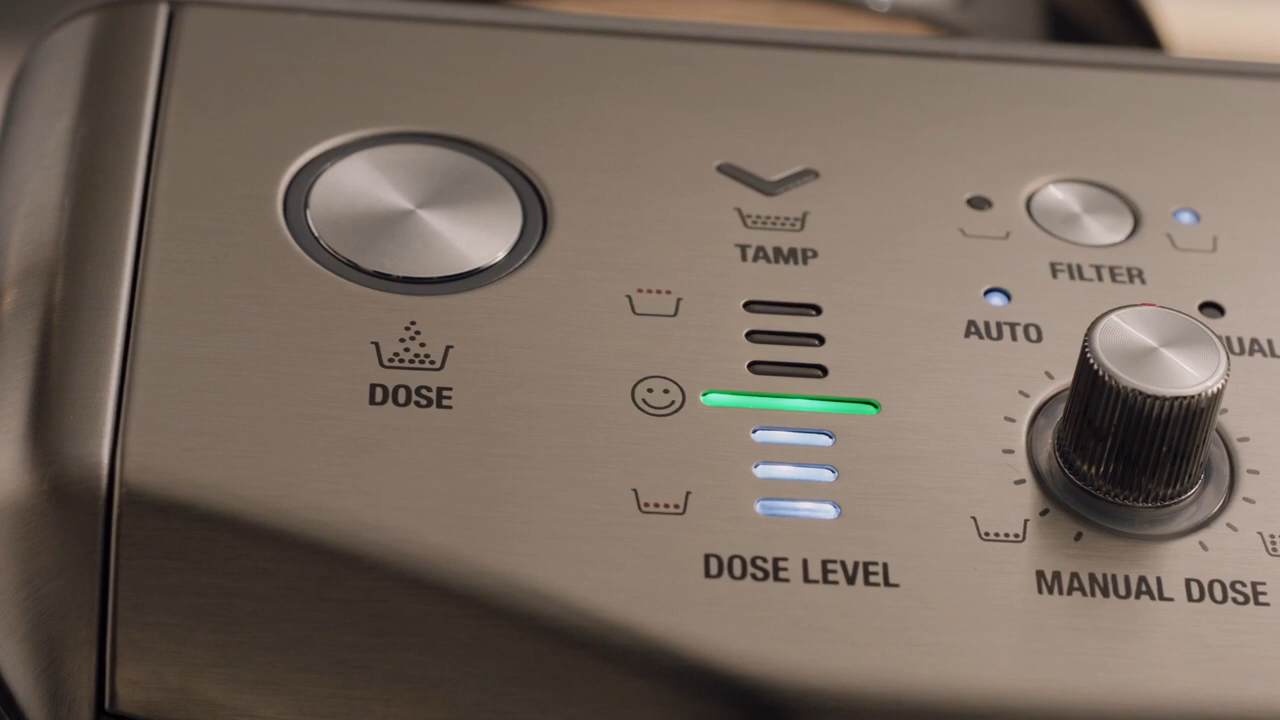 TAMP
FILTER
AUTO
DOSE
DOSE LEVEL
MANUAL DOSE